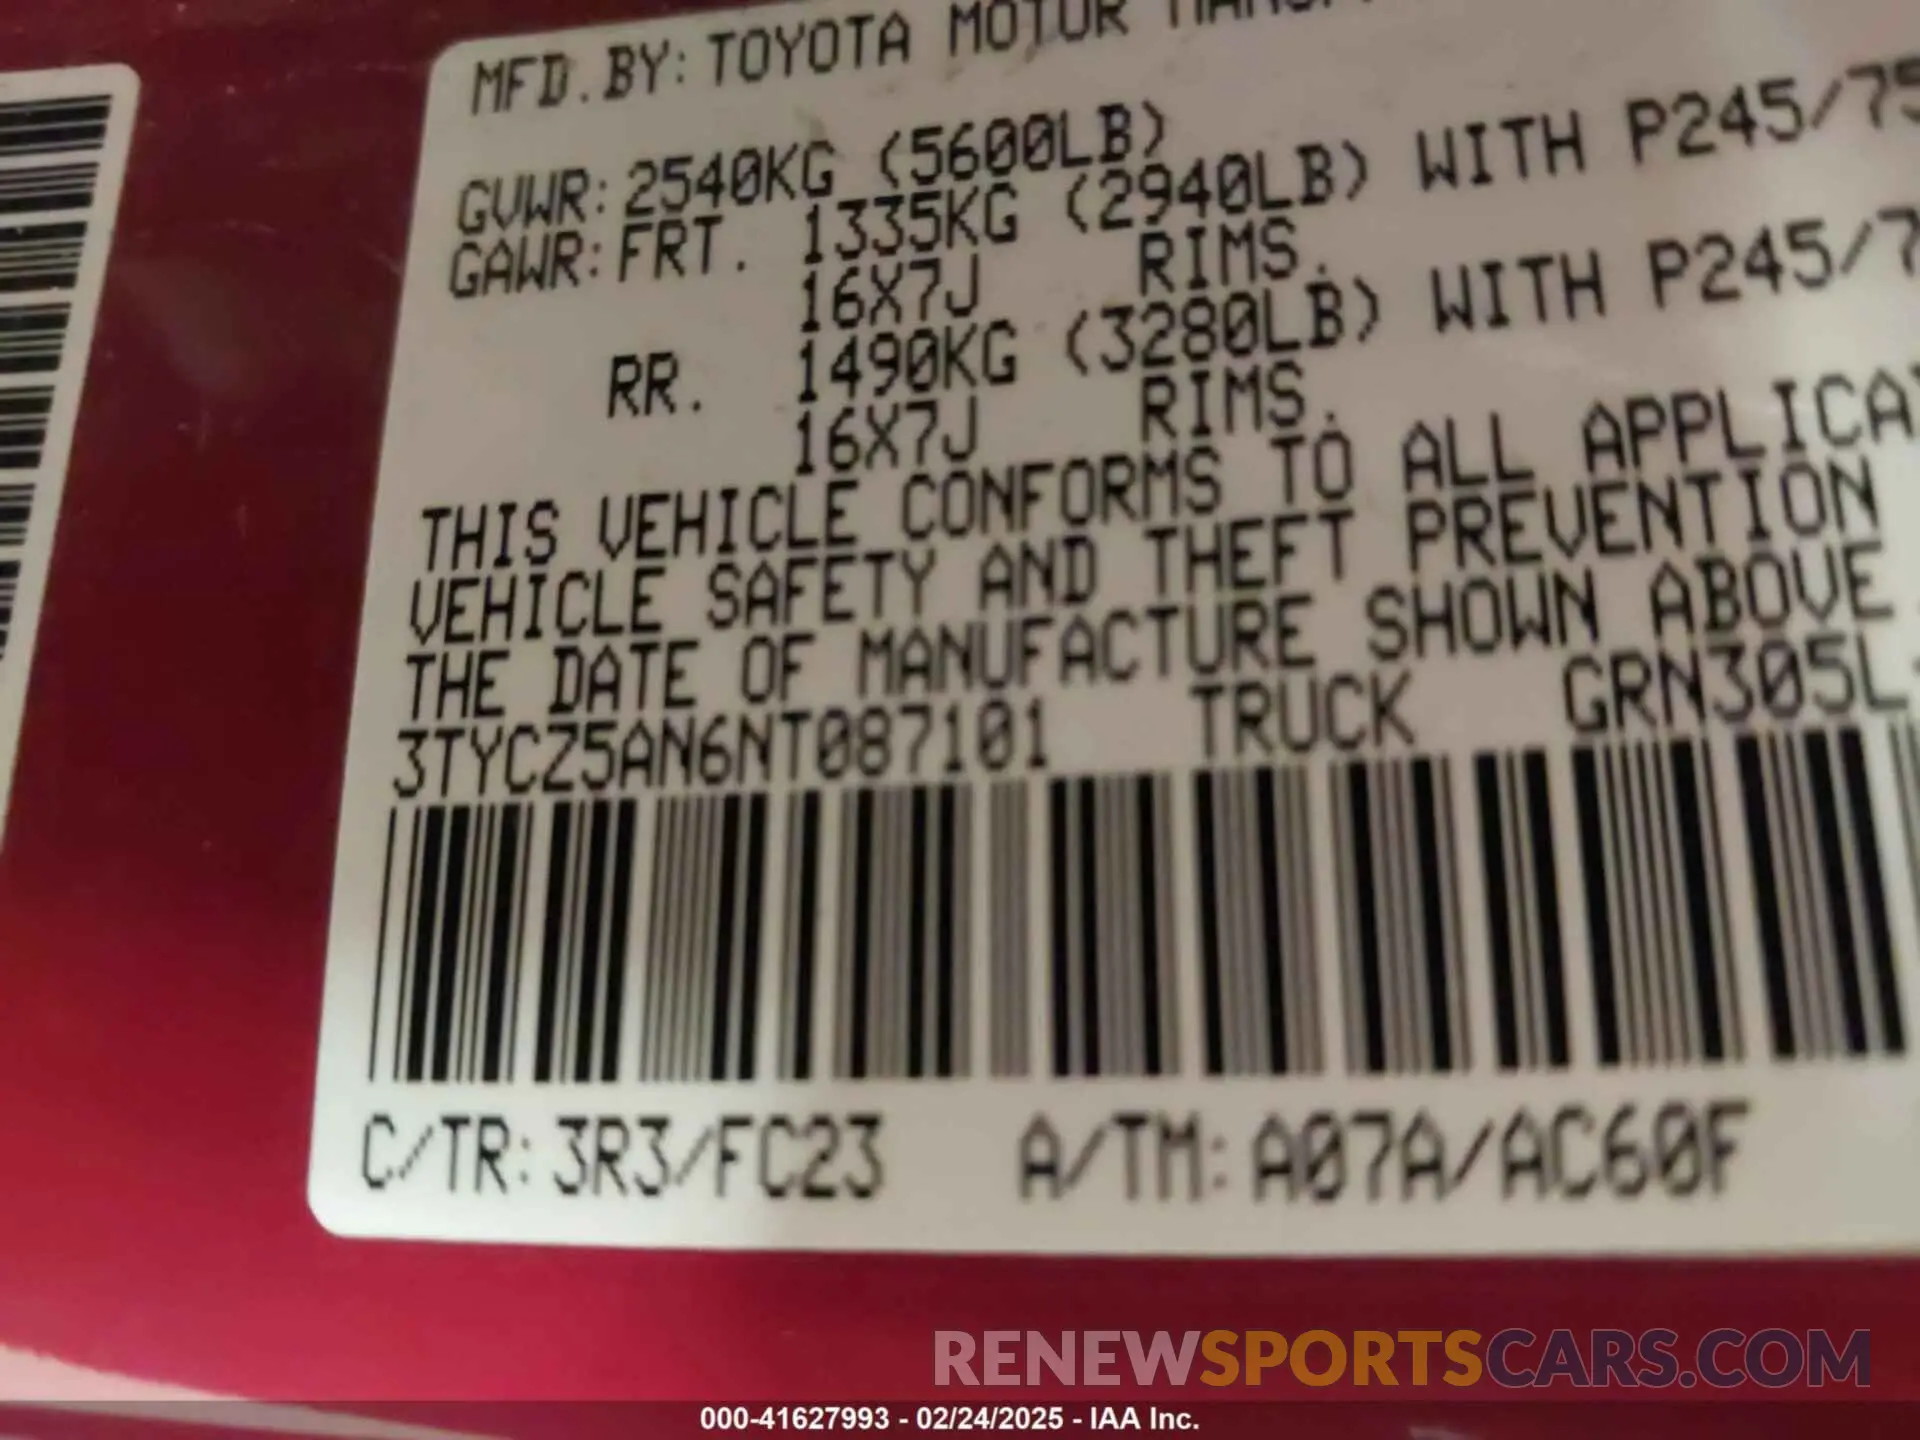 MFD.BY: TOYOTA MOTOR
GVWR: 2540KG (5600LB)
GAWR: FRT. 1335KG (2940LB) WITH P245/75
16X7J RIMS.
RR. 1490KG (3280LB) WITH P245/7
16X7J RIMS.
THIS VEHICLE CONFORMS TO ALL APPLICA
VEHICLE SAFETY AND THEFT PREVENTION
THE DATE OF MANUFACTURE SHOWN ABOVE
3TYCZ5AN6NT087101 TRUCK GRN305L
C/TR: 3R3/FC23 A/TM: A07A/AC60F
RENEWSPORTSCARS.COM
000-41627993 - 02/24/2025 - IAA Inc.